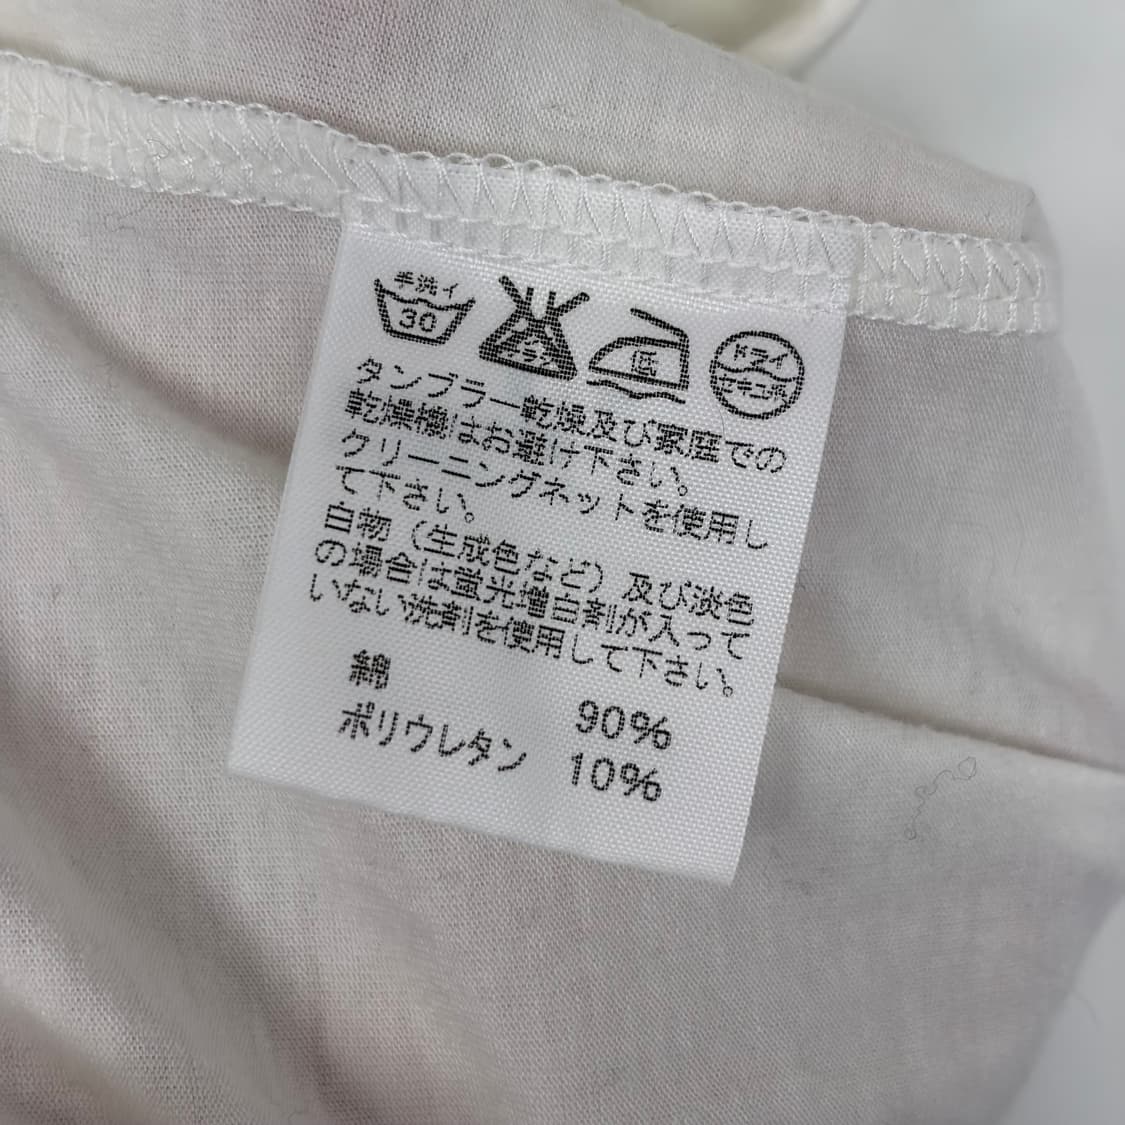 手洗イ
30
エンソサラシ
低
ドライ
セキユ系
タンブラー乾燥及び家庭での
乾燥機はお避け下さい。
クリーニングネットを使用し
て下さい。
白物（生成色など）及び淡色
の場合は蛍光増白剤が入って
いない洗剤を使用して下さい。
綿 90%
ポリウレタン 10%